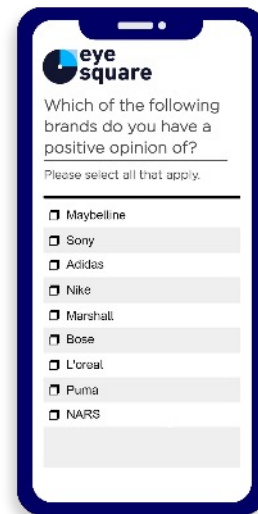 eye
square
Which of the following
brands do you have a
positive opinion of?
Please select all that apply.
Maybelline
Sony
Adidas
Nike
Marshall
Bose
L'oreal
Puma
NARS